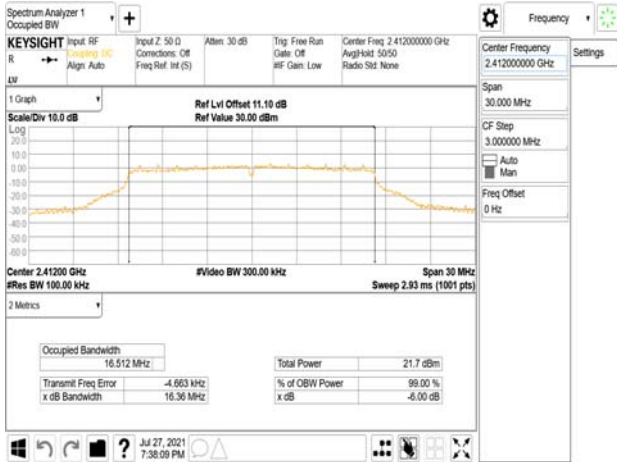 Spectrum Analyzer 1
Occupied BW
+
Frequency
KEYSIGHT
R
Input: RF
Coupling: DC
Align: Auto
Input Z: 50 Ω
Corrections: Off
Freq Ref: Int (S)
Atten: 30 dB
Trig: Free Run
Gate: Off
#IF Gain: Low
Center Freq: 2.412000000 GHz
Avg|Hold: 50/50
Radio Std: None
Center Frequency
2.412000000 GHz
Settings
Span
30.000 MHz
CF Step
3.000000 MHz
Auto
Man
Freq Offset
0 Hz
1 Graph
Scale/Div 10.0 dB
Ref Lvl Offset 11.10 dB
Ref Value 30.00 dBm
Log
20.0
10.0
0.00
-10.0
-20.0
-30.0
-40.0
-50.0
-60.0
Center 2.41200 GHz
#Res BW 100.00 kHz
#Video BW 300.00 kHz
Span 30 MHz
Sweep 2.93 ms (1001 pts)
2 Metrics
Occupied Bandwidth
16.512 MHz
Total Power 21.7 dBm
Transmit Freq Error -4.663 kHz
% of OBW Power 99.00 %
x dB Bandwidth 16.36 MHz
x dB -6.00 dB
?
Jul 27, 2021
7:38:09 PM